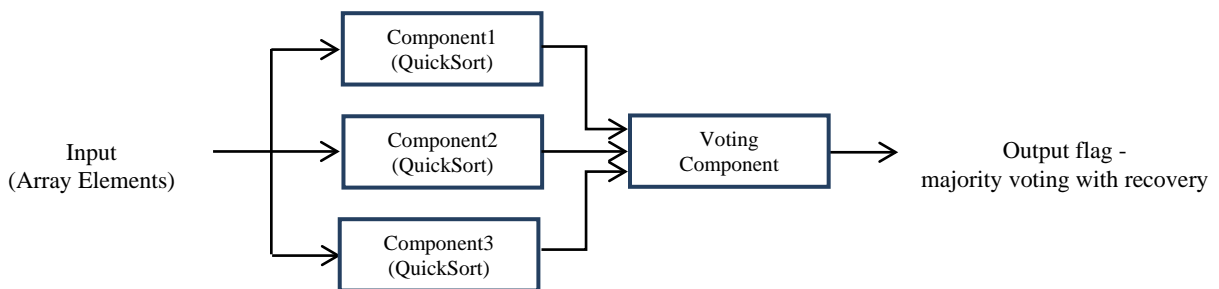 Component1
(QuickSort)
Input
(Array Elements)
Component2
(QuickSort)
Component3
(QuickSort)
Voting
Component
Output flag -
majority voting with recovery